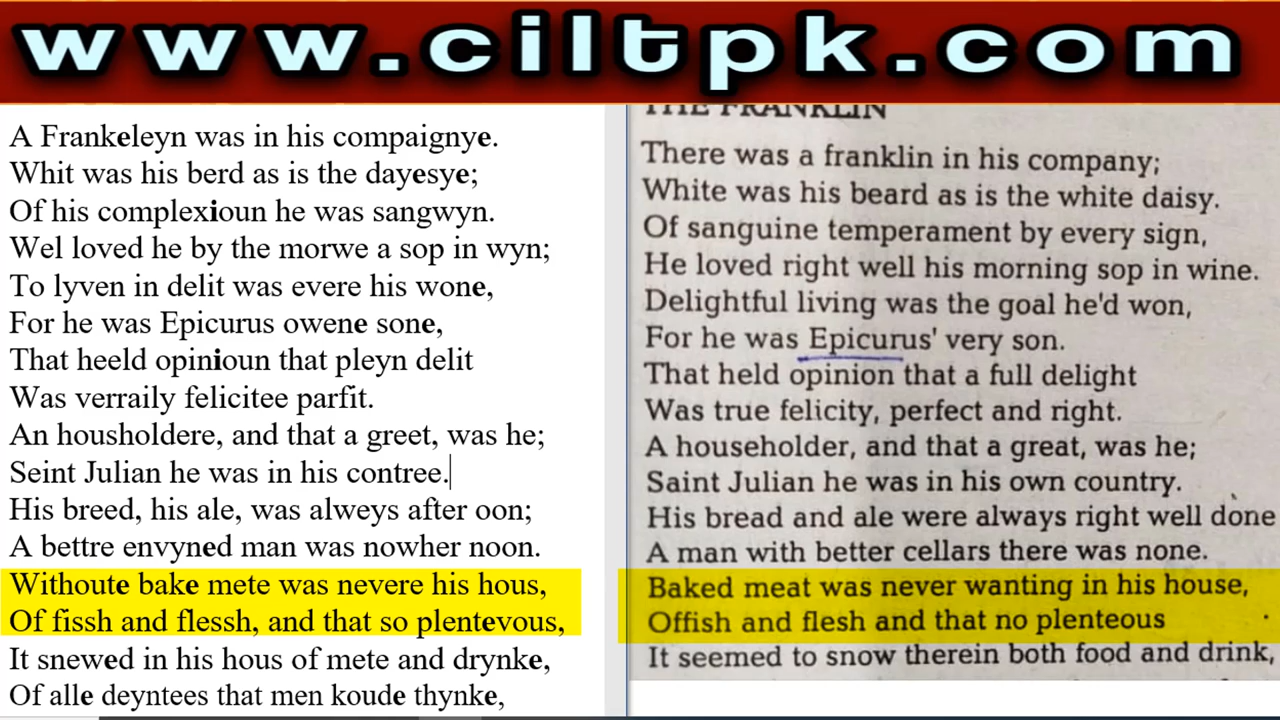 www.ciltpk.com
A Frankeleyn was in his compaignye.
Whit was his berd as is the dayesye;
Of his complexioun he was sangwyn.
Wel loved he by the morwe a sop in wyn;
To lyven in delit was evere his wone,
For he was Epicurus owene sone,
That heeld opinioun that pleyn delit
Was verraily felicitee parfit.
An housholdere, and that a greet, was he;
Seint Julian he was in his contree.
His breed, his ale, was alweys after oon;
A bettre envyned man was nowher noon.
Withoute bake mete was nevere his hous,
Of fissh and flessh, and that so plentevous,
It snewed in his hous of mete and drynke,
Of alle deyntees that men koude thynke,
THE FRANKLIN
There was a franklin in his company;
White was his beard as is the white daisy.
Of sanguine temperament by every sign,
He loved right well his morning sop in wine.
Delightful living was the goal he'd won,
For he was Epicurus' very son.
That held opinion that a full delight
Was true felicity, perfect and right.
A householder, and that a great, was he;
Saint Julian he was in his own country.
His bread and ale were always right well done
A man with better cellars there was none.
Baked meat was never wanting in his house,
Offish and flesh and that no plenteous
It seemed to snow therein both food and drink,